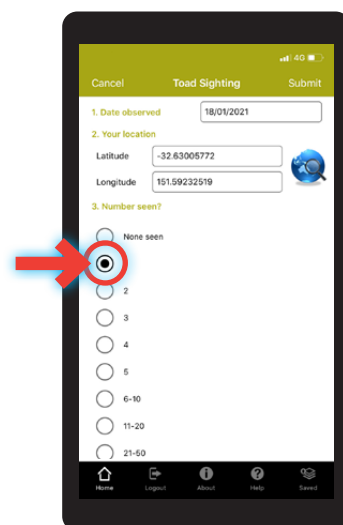 4G
Cancel Toad Sighting Submit
1. Date observed 18/01/2021
2. Your location
Latitude -32.63005772
Longitude 151.59232519
3. Number seen?
None seen
2
3
4
5
6-10
11-20
21-50
Home Logout About Help Saved